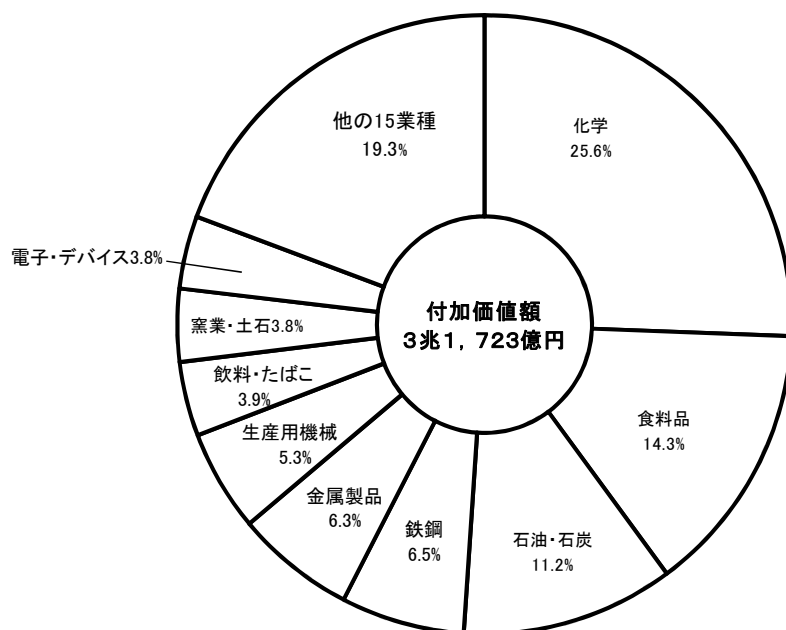 化学
25.6%
食料品
14.3%
石油・石炭
11.2%
鉄鋼
6.5%
金属製品
6.3%
生産用機械
5.3%
飲料・たばこ
3.9%
窯業・土石3.8%
電子・デバイス3.8%
他の15業種
19.3%
付加価値額
3兆1，723億円